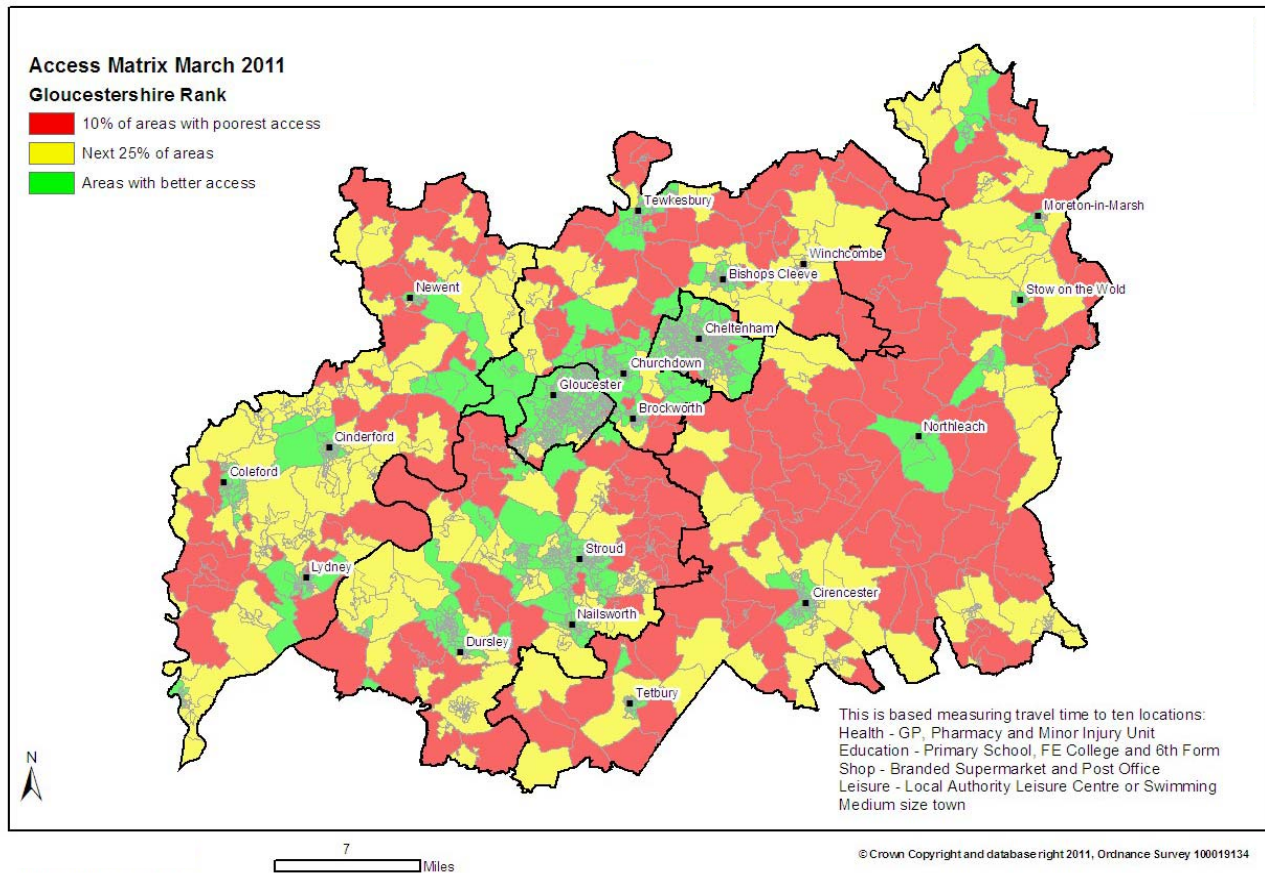 Access Matrix March 2011
Gloucestershire Rank
10% of areas with poorest access
Next 25% of areas
Areas with better access
Tewkesbury
Moreton-in-Marsh
Winchcombe
Bishops Cleeve
Newent
Stow on the Wold
Cheltenham
Churchdown
Gloucester
Brockworth
Northleach
Cinderford
Coleford
Stroud
Lydney
Cirencester
Nailsworth
Dursley
Tetbury
This is based measuring travel time to ten locations:
Health - GP, Pharmacy and Minor Injury Unit
Education - Primary School, FE College and 6th Form
Shop - Branded Supermarket and Post Office
Leisure - Local Authority Leisure Centre or Swimming
Medium size town
N
7
Miles
© Crown Copyright and database right 2011, Ordnance Survey 100019134